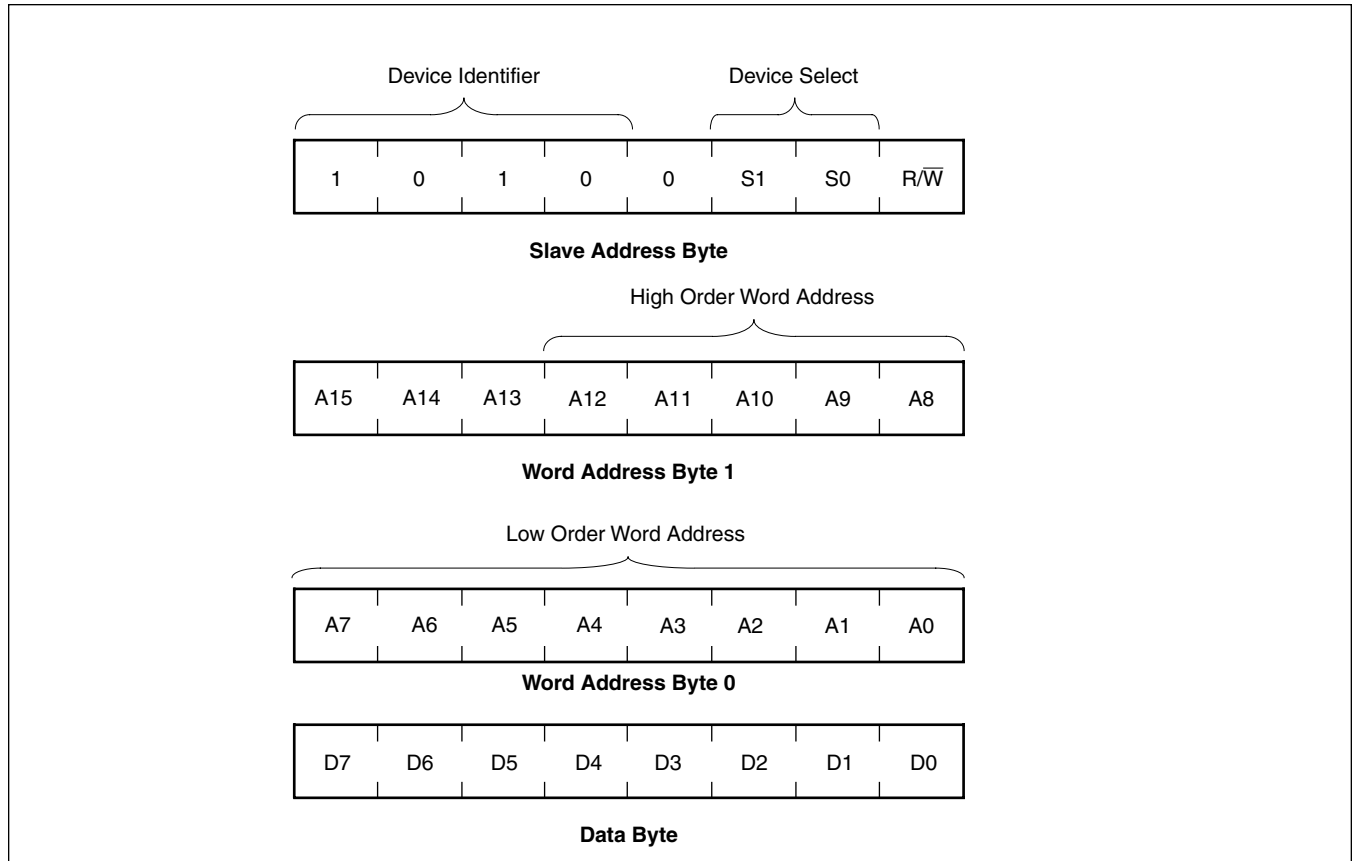 Device Identifier Device Select
1 0 1 0 0 S1 S0 R/W̅
Slave Address Byte
High Order Word Address
A15 A14 A13 A12 A11 A10 A9 A8
Word Address Byte 1
Low Order Word Address
A7 A6 A5 A4 A3 A2 A1 A0
Word Address Byte 0
D7 D6 D5 D4 D3 D2 D1 D0
Data Byte